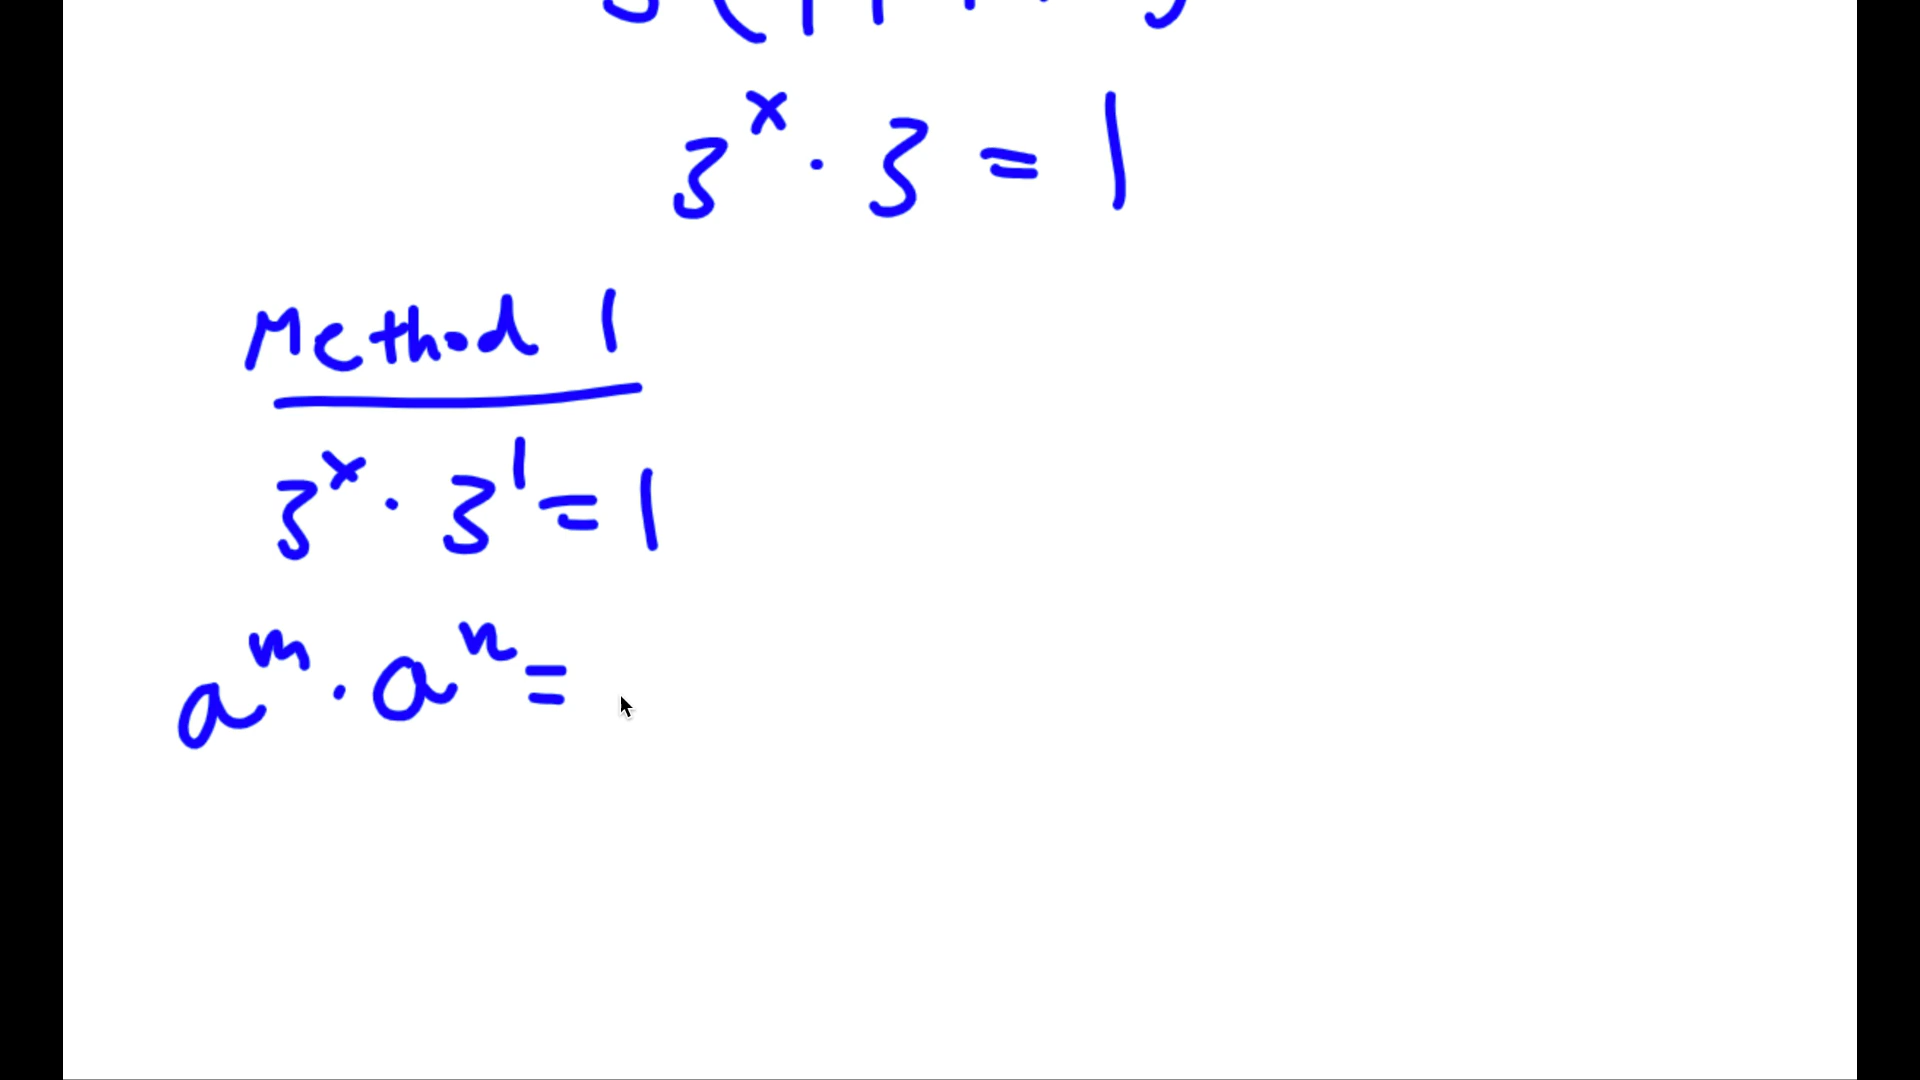 3^x · 3 = 1
Method 1
3^x · 3^1 = 1
a^m · a^n =